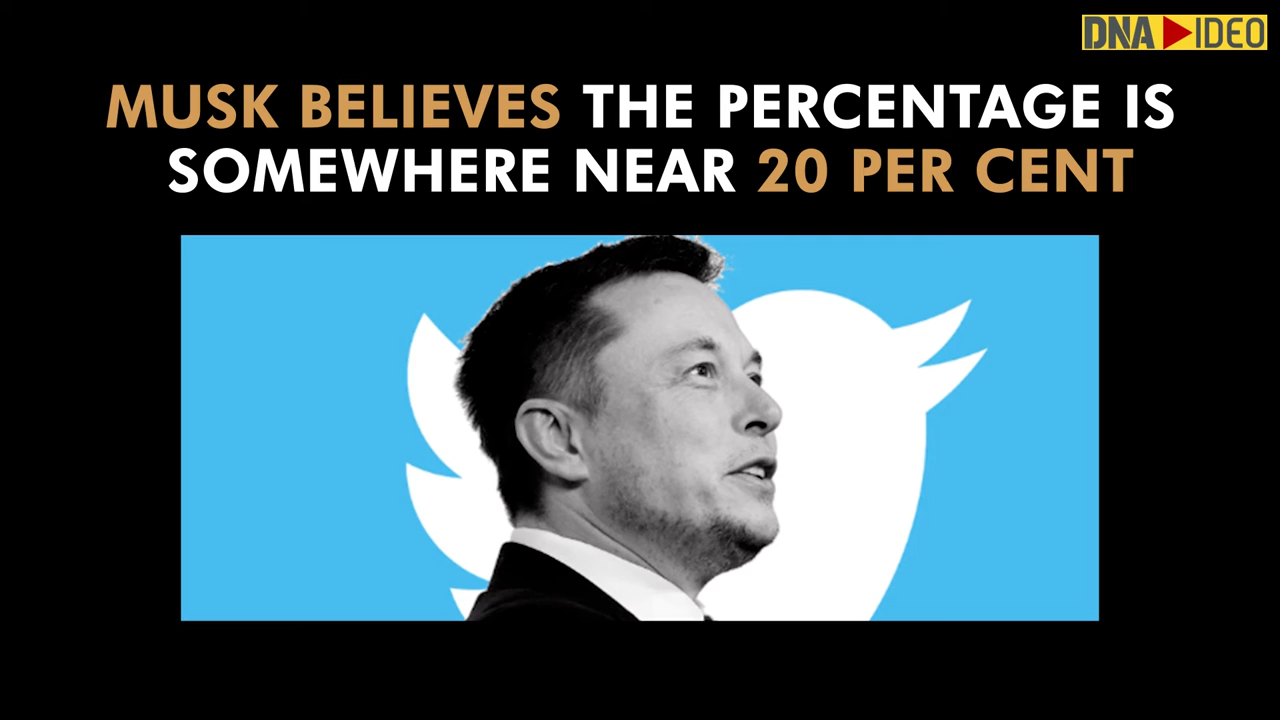 DNA VIDEO
MUSK BELIEVES THE PERCENTAGE IS
SOMEWHERE NEAR 20 PER CENT